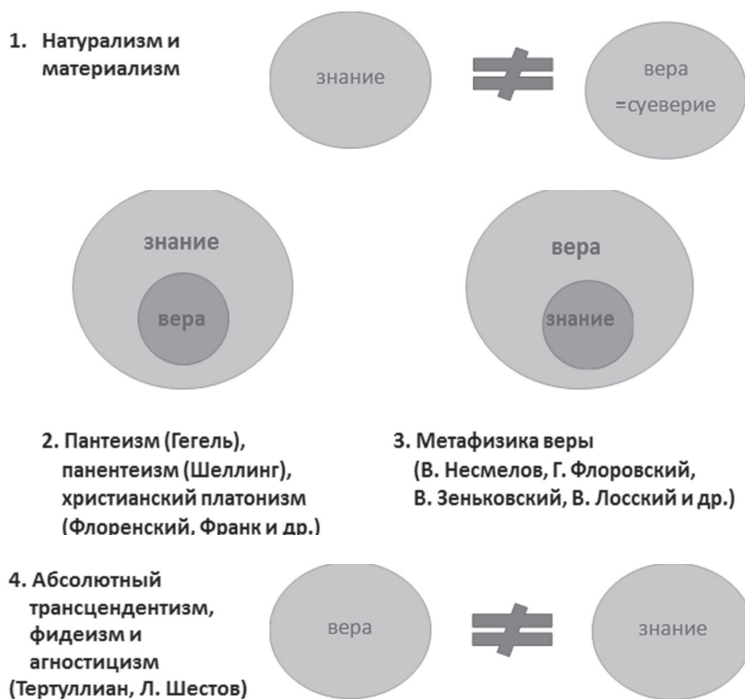 1. Натурализм и
материализм
знание
вера
=суеверие
знание
вера
вера
знание
2. Пантеизм (Гегель),
панентеизм (Шеллинг),
христианский платонизм
(Флоренский, Франк и др.)
3. Метафизика веры
(В. Несмелов, Г. Флоровский,
В. Зеньковский, В. Лосский и др.)
4. Абсолютный
трансцендентизм,
фидеизм и
агностицизм
(Тертуллиан, Л. Шестов)
вера
знание